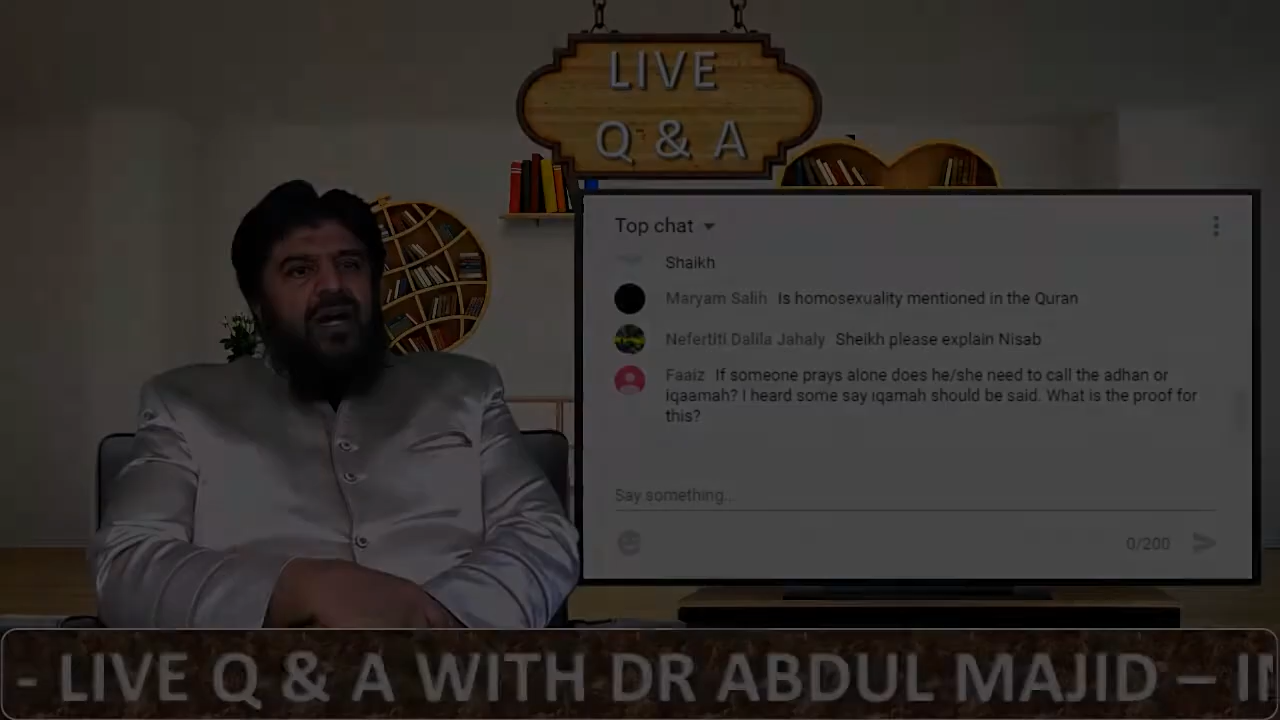 LIVE
Q & A
Top chat
Shaikh
Maryam Salih Is homosexuality mentioned in the Quran
Nefertiti Dalila Jahaly Sheikh please explain Nisab
Faaiz If someone prays alone does he/she need to call the adhan or
iqaamah? I heard some say iqamah should be said. What is the proof for
this?
Say something...
0/200
- LIVE Q & A WITH DR ABDUL MAJID –